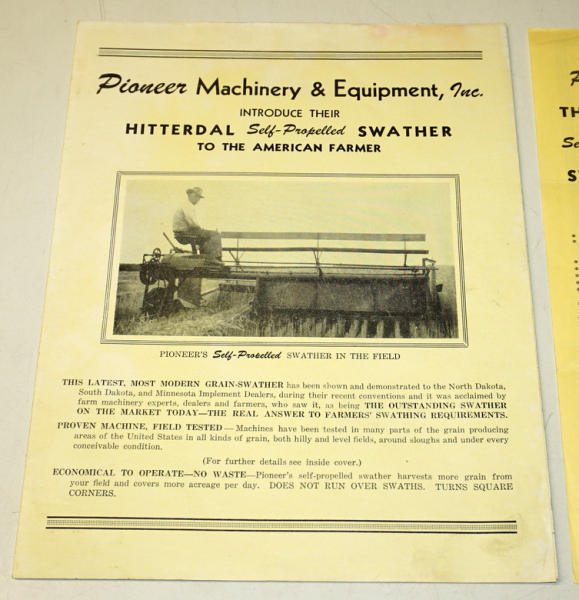 Pioneer Machinery & Equipment, Inc.
INTRODUCE THEIR
HITTERDAL Self-Propelled SWATHER
TO THE AMERICAN FARMER
PIONEER'S Self-Propelled SWATHER IN THE FIELD
THIS LATEST, MOST MODERN GRAIN-SWATHER has been shown and demonstrated to the North Dakota,
South Dakota, and Minnesota Implement Dealers, during their recent conventions and it was acclaimed by
farm machinery experts, dealers and farmers, who saw it, as being THE OUTSTANDING SWATHER
ON THE MARKET TODAY—THE REAL ANSWER TO FARMERS' SWATHING REQUIREMENTS.
PROVEN MACHINE, FIELD TESTED — Machines have been tested in many parts of the grain producing
areas of the United States in all kinds of grain, both hilly and level fields, around sloughs and under every
conceivable condition.
(For further details see inside cover.)
ECONOMICAL TO OPERATE—NO WASTE—Pioneer's self-propelled swather harvests more grain from
your field and covers more acreage per day. DOES NOT RUN OVER SWATHS. TURNS SQUARE
CORNERS.
TH
Se
S